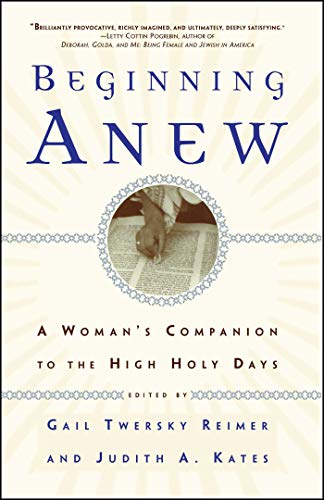 "Brilliantly provocative, richly imagined, and ultimately, deeply satisfying."
—Letty Cottin Pogrebin, author of
Deborah, Golda, and Me: Being Female and Jewish in America
Beginning
Anew
A Woman's Companion
to the High Holy Days
EDITED BY
Gail Twersky Reimer
and Judith A. Kates